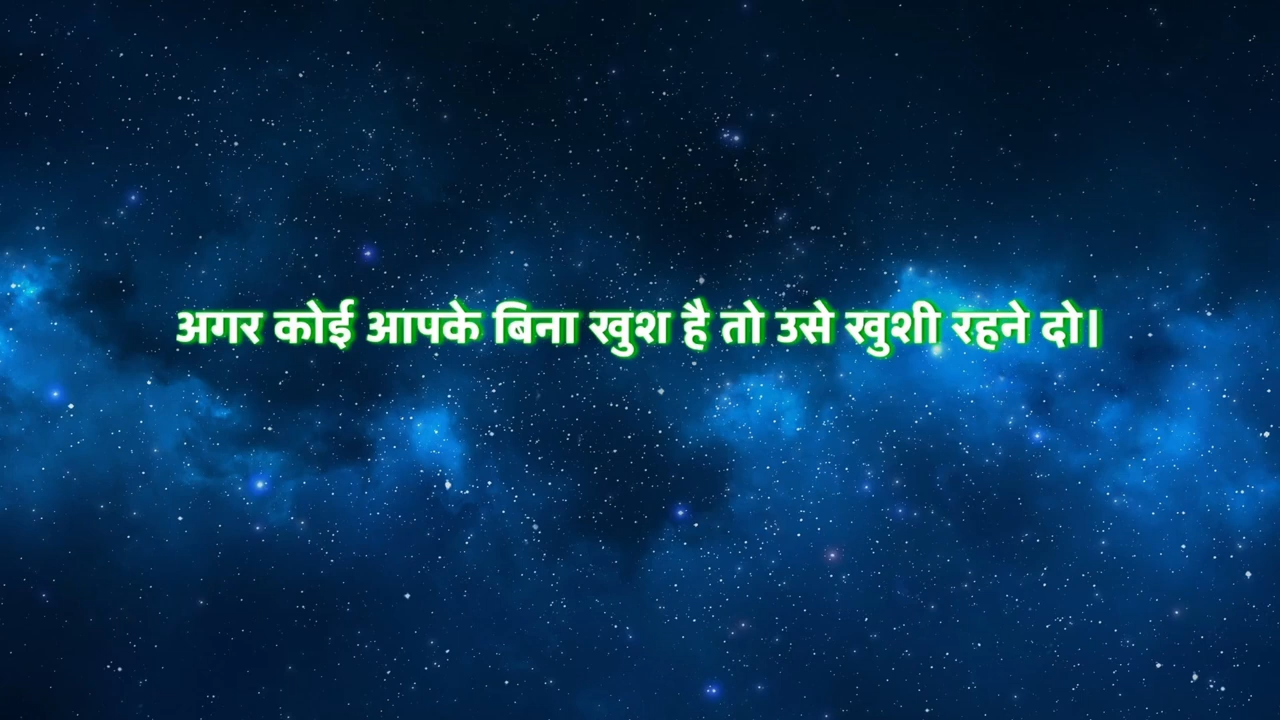 अगर कोई आपके बिना खुश है तो उसे खुशी रहने दो।